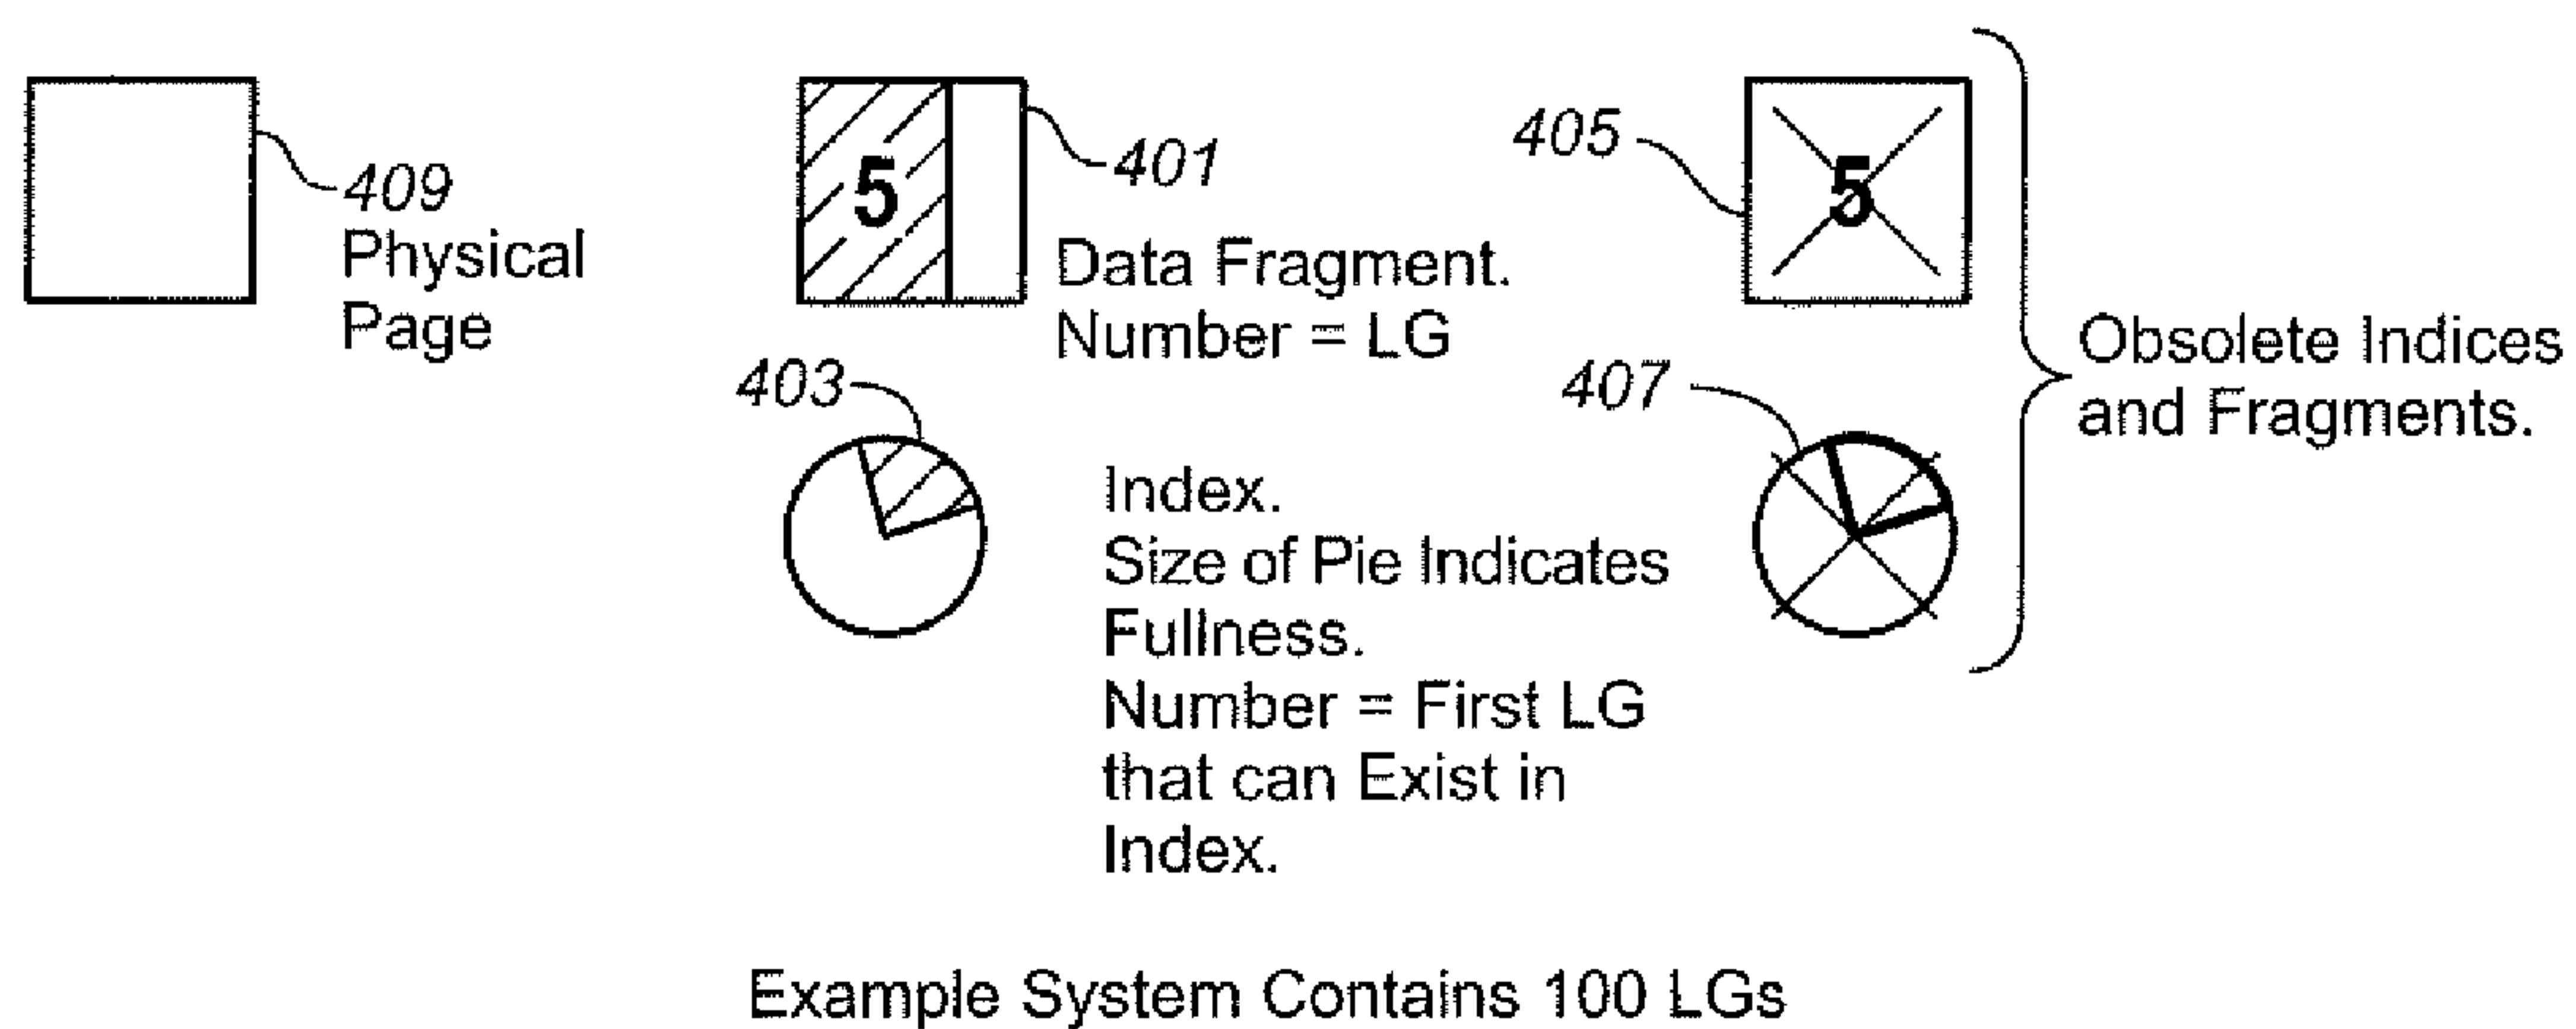 409
Physical
Page
5
401
Data Fragment.
Number = LG
403
Index.
Size of Pie Indicates
Fullness.
Number = First LG
that can Exist in
Index.
405
5
407
Obsolete Indices
and Fragments.
Example System Contains 100 LGs